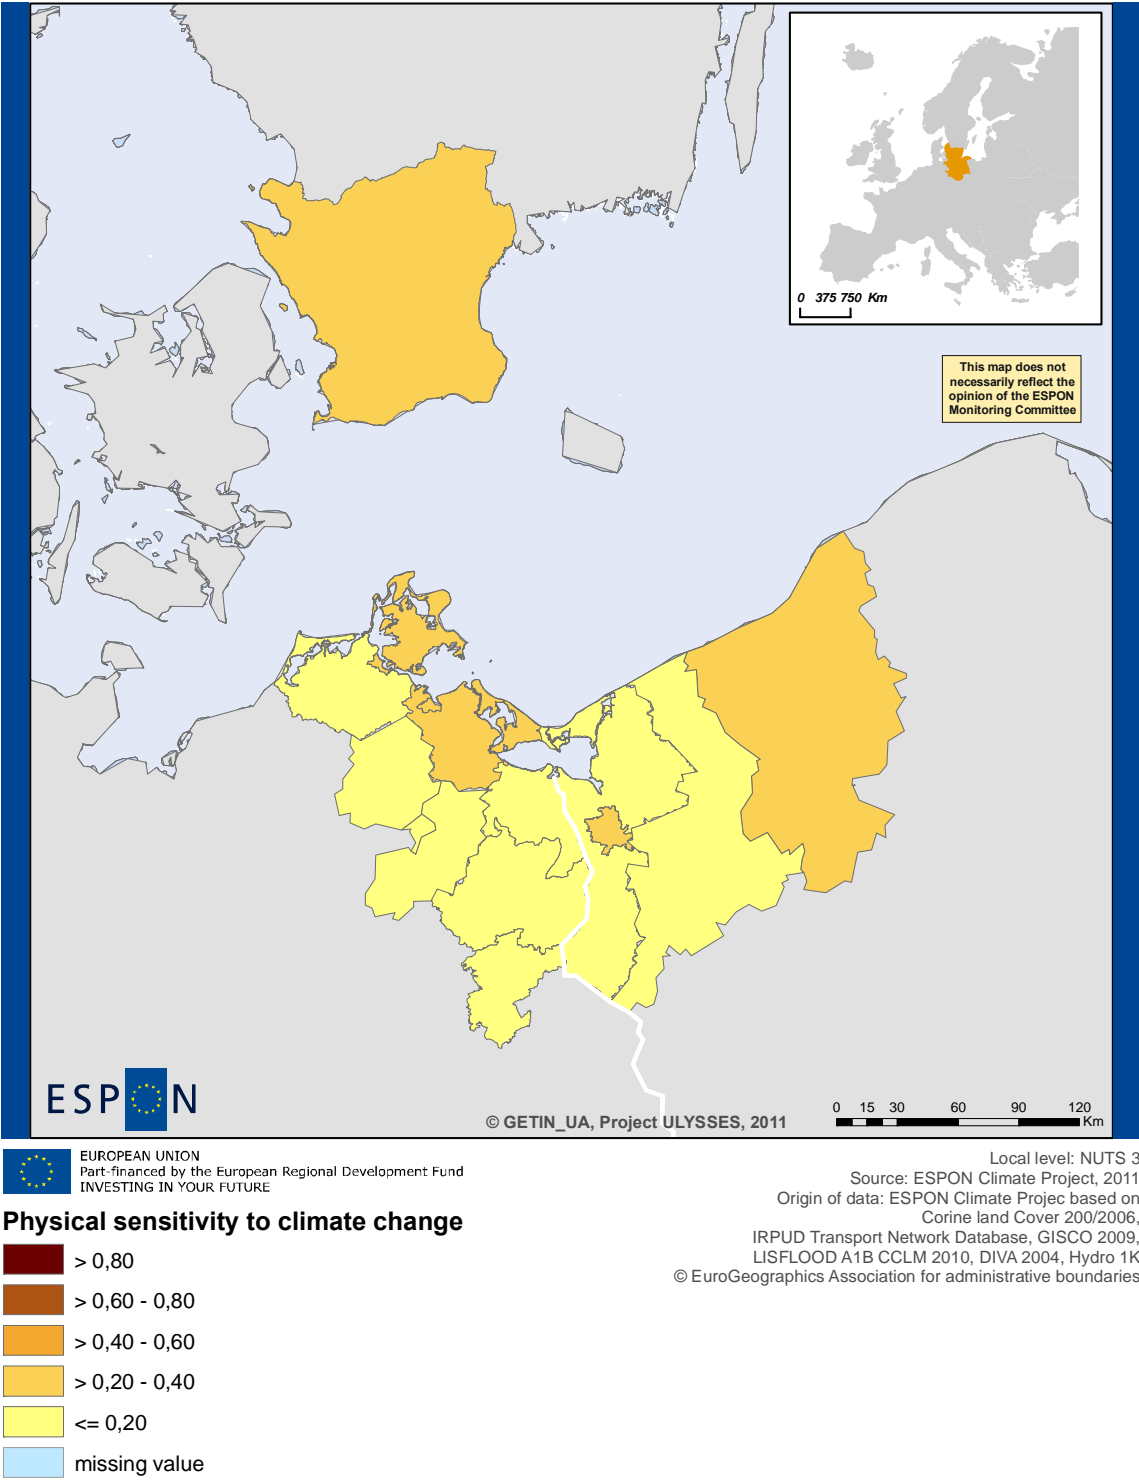 0 375 750 Km
This map does not
necessarily reflect the
opinion of the ESPON
Monitoring Committee
ESPON
© GETIN_UA, Project ULYSSES, 2011
0 15 30 60 90 120
Km
EUROPEAN UNION
Part-financed by the European Regional Development Fund
INVESTING IN YOUR FUTURE
Local level: NUTS 3
Source: ESPON Climate Project, 2011
Origin of data: ESPON Climate Projec based on
Corine land Cover 200/2006,
IRPUD Transport Network Database, GISCO 2009,
LISFLOOD A1B CCLM 2010, DIVA 2004, Hydro 1K
© EuroGeographics Association for administrative boundaries
Physical sensitivity to climate change
> 0,80
> 0,60 - 0,80
> 0,40 - 0,60
> 0,20 - 0,40
<= 0,20
missing value